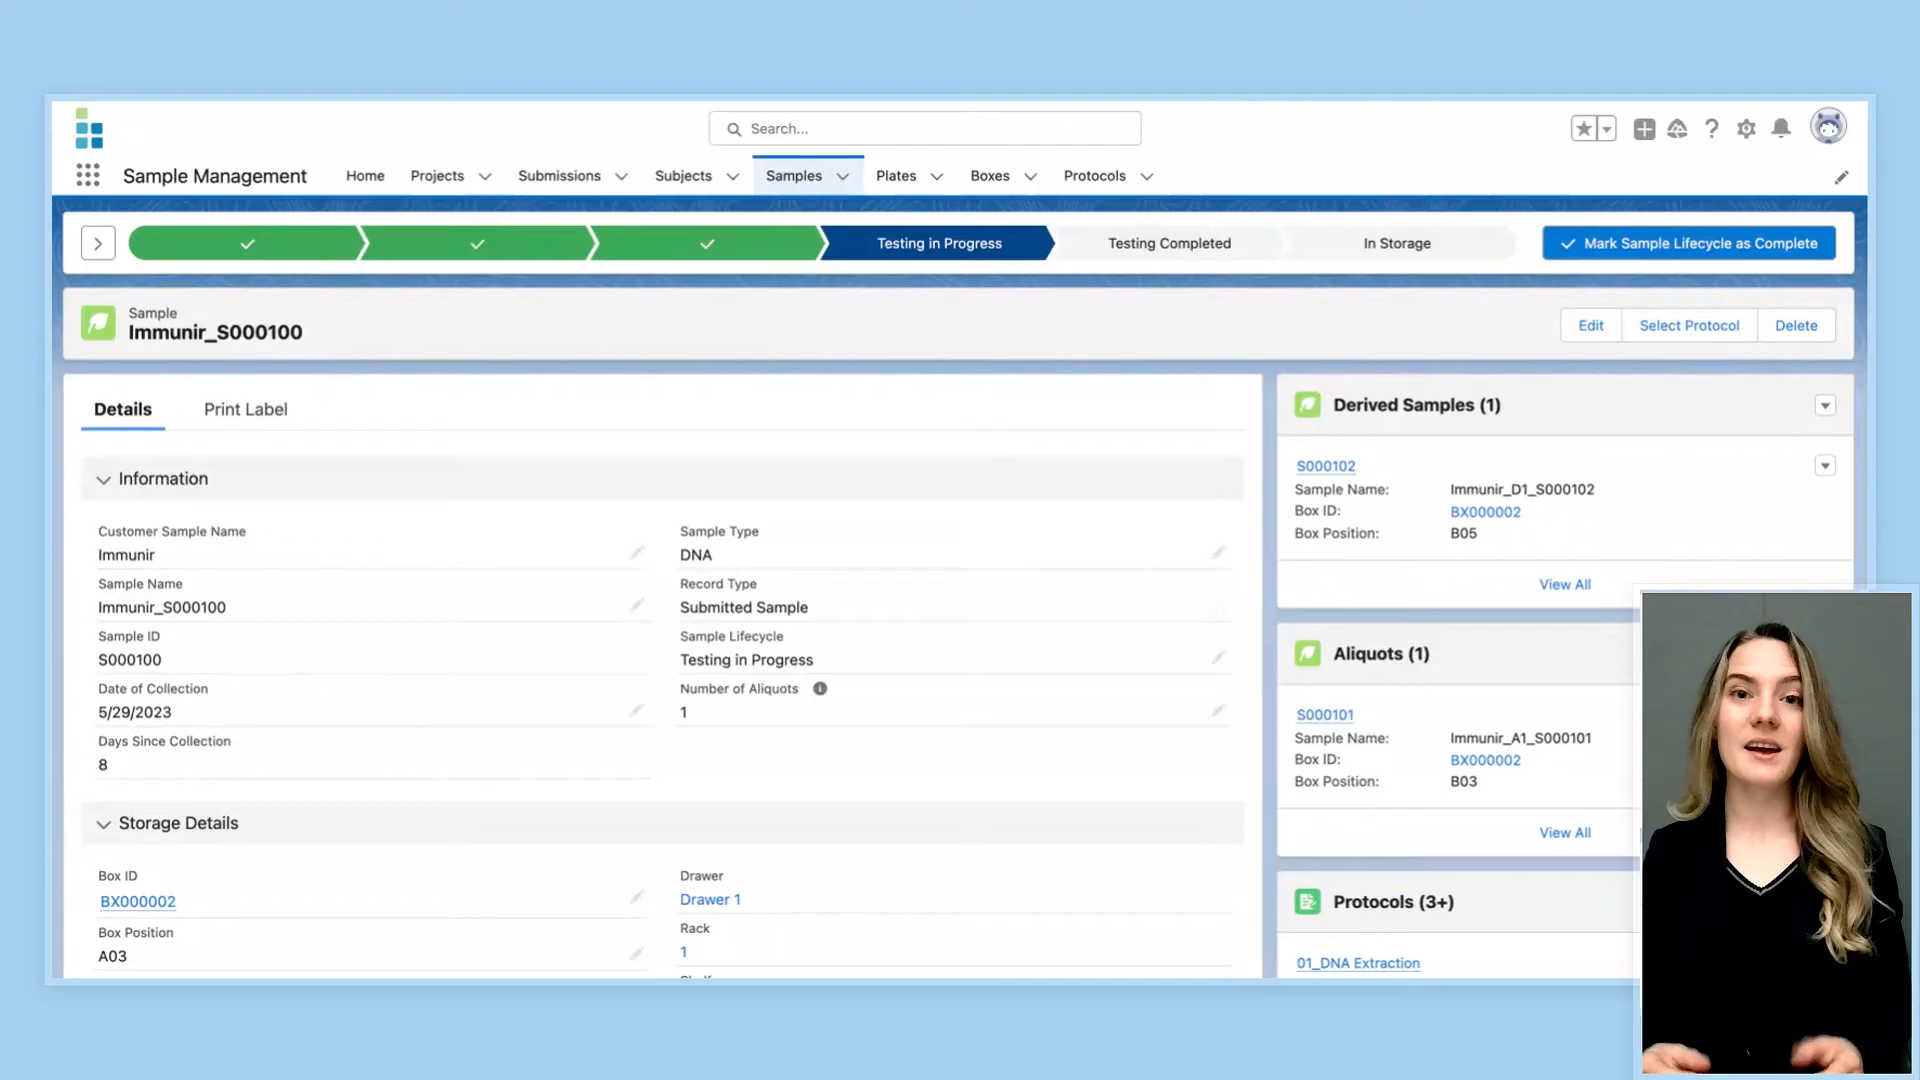 Search...
Sample Management
Home
Projects
Submissions
Subjects
Samples
Plates
Boxes
Protocols
Testing in Progress
Testing Completed
In Storage
Mark Sample Lifecycle as Complete
Sample
Immunir_S000100
Edit
Select Protocol
Delete
Details
Print Label
Information
Customer Sample Name
Immunir
Sample Name
Immunir_S000100
Sample ID
S000100
Date of Collection
5/29/2023
Days Since Collection
8
Sample Type
DNA
Record Type
Submitted Sample
Sample Lifecycle
Testing in Progress
Number of Aliquots
1
Storage Details
Box ID
BX000002
Box Position
A03
Drawer
Drawer 1
Rack
1
Derived Samples (1)
S000102
Sample Name: Immunir_D1_S000102
Box ID: BX000002
Box Position: B05
View All
Aliquots (1)
S000101
Sample Name: Immunir_A1_S000101
Box ID: BX000002
Box Position: B03
View All
Protocols (3+)
01_DNA Extraction